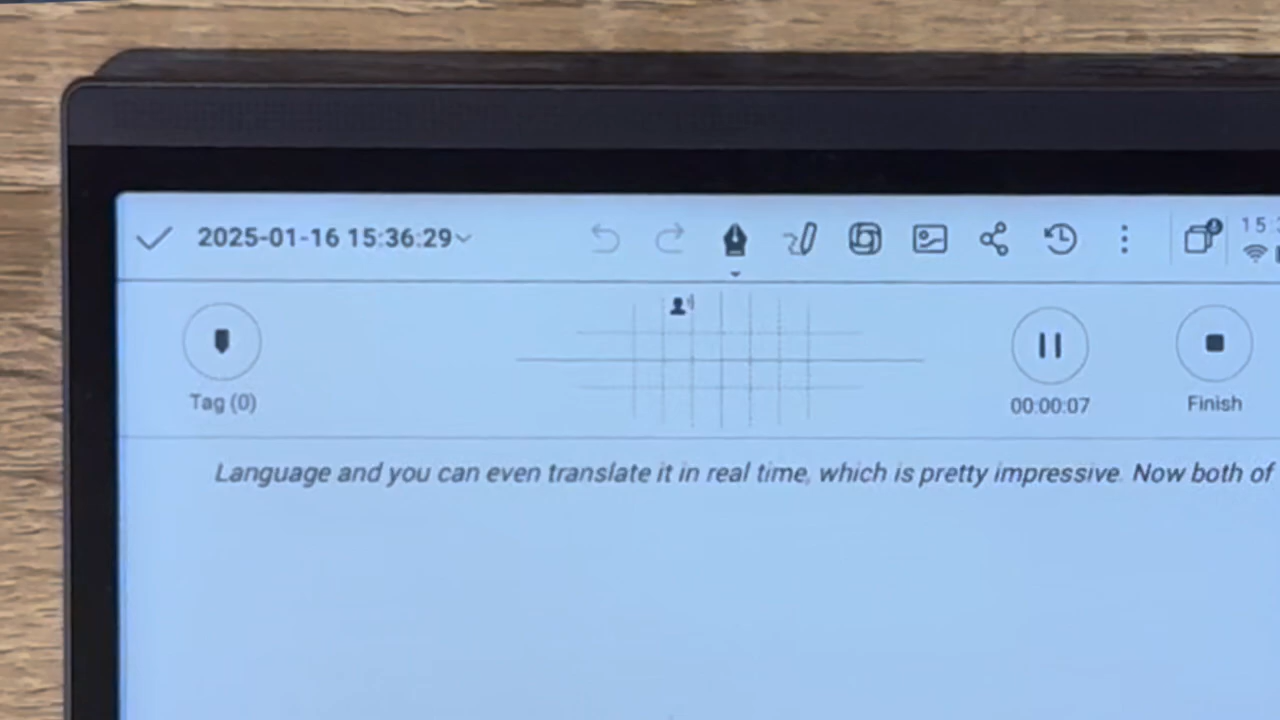 2025-01-16 15:36:29
15:
Tag (0)
00:00:07
Finish
Language and you can even translate it in real time, which is pretty impressive. Now both of